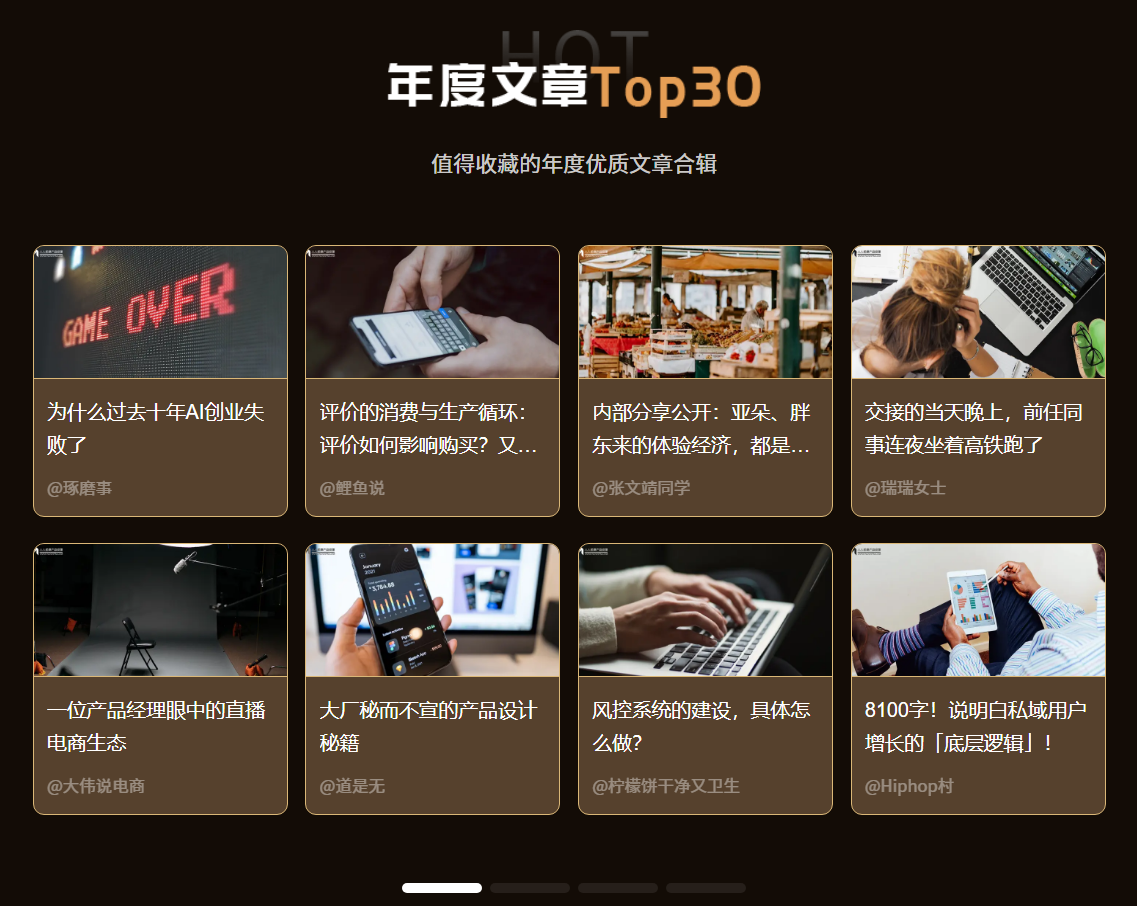 HOT
年度文章Top30
值得收藏的年度优质文章合辑
GAME OVER
为什么过去十年AI创业失
败了
@琢磨事
评价的消费与生产循环：
评价如何影响购买？又...
@鲤鱼说
内部分享公开：亚朵、胖
东来的体验经济，都是...
@张文靖同学
交接的当天晚上，前任同
事连夜坐着高铁跑了
@瑞瑞女士
一位产品经理眼中的直播
电商生态
@大伟说电商
January
大厂秘而不宣的产品设计
秘籍
@道是无
风控系统的建设，具体怎
么做？
@柠檬饼干净又卫生
8100字！说明白私域用户
增长的「底层逻辑」！
@Hiphop村